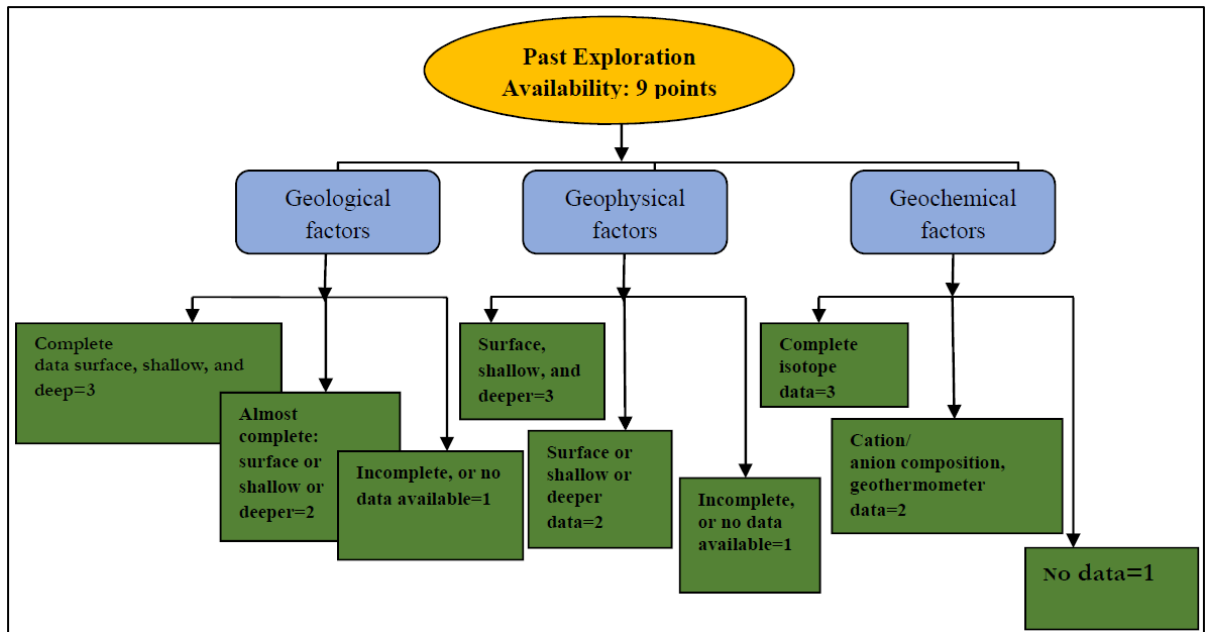 Past Exploration
Availability: 9 points
Geological
factors
Geophysical
factors
Geochemical
factors
Complete
data surface, shallow, and
deep=3
Almost
complete:
surface or
shallow or
deeper=2
Incomplete, or no
data available=1
Surface,
shallow, and
deeper=3
Surface or
shallow or
deeper
data=2
Incomplete,
or no data
available=1
Complete
isotope
data=3
Cation/
anion composition,
geothermometer
data=2
No data=1